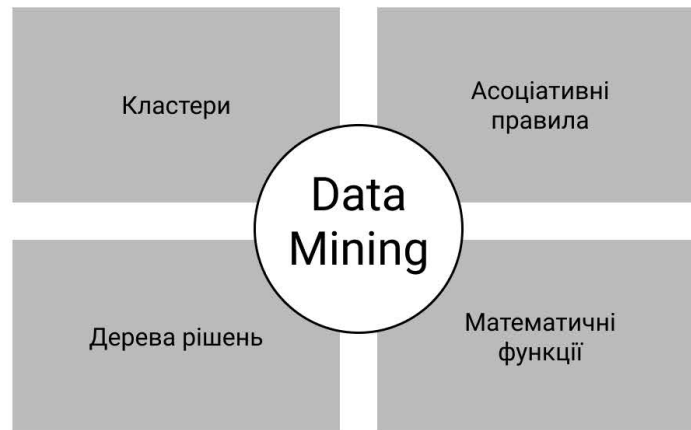 Кластери
Асоціативні
правила
Data
Mining
Дерева рішень
Математичні
функції